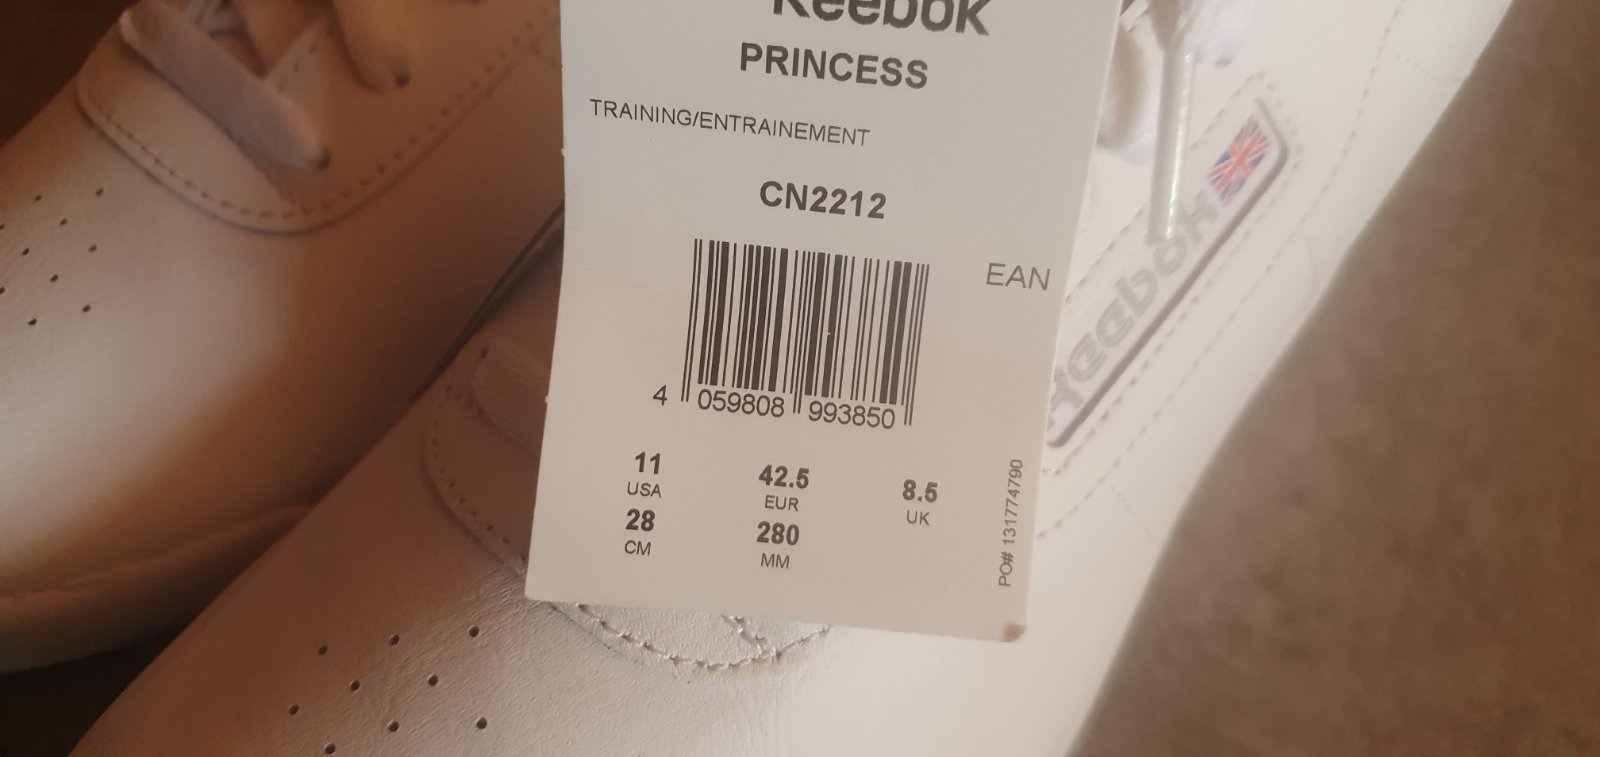 Reebok
PRINCESS
TRAINING/ENTRAINEMENT
CN2212
EAN
4 059808 993850
11 42.5 8.5
USA EUR UK
28 280
CM MM
PO# 131774790
Reebok